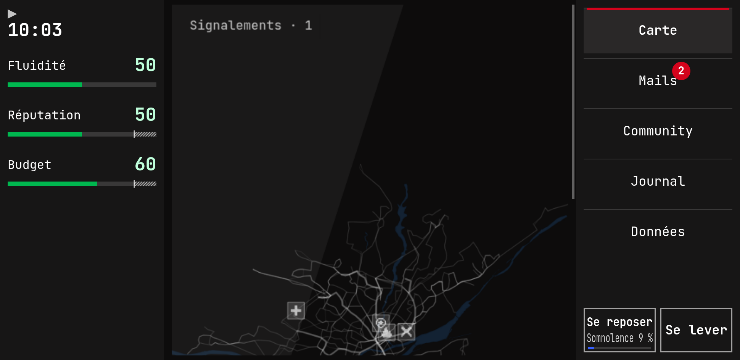 10:03
Fluidité 50
Réputation 50
Budget 60
Signalements · 1
Carte
Mails 2
Community
Journal
Données
Se reposer
Somnolence 9 %
Se lever